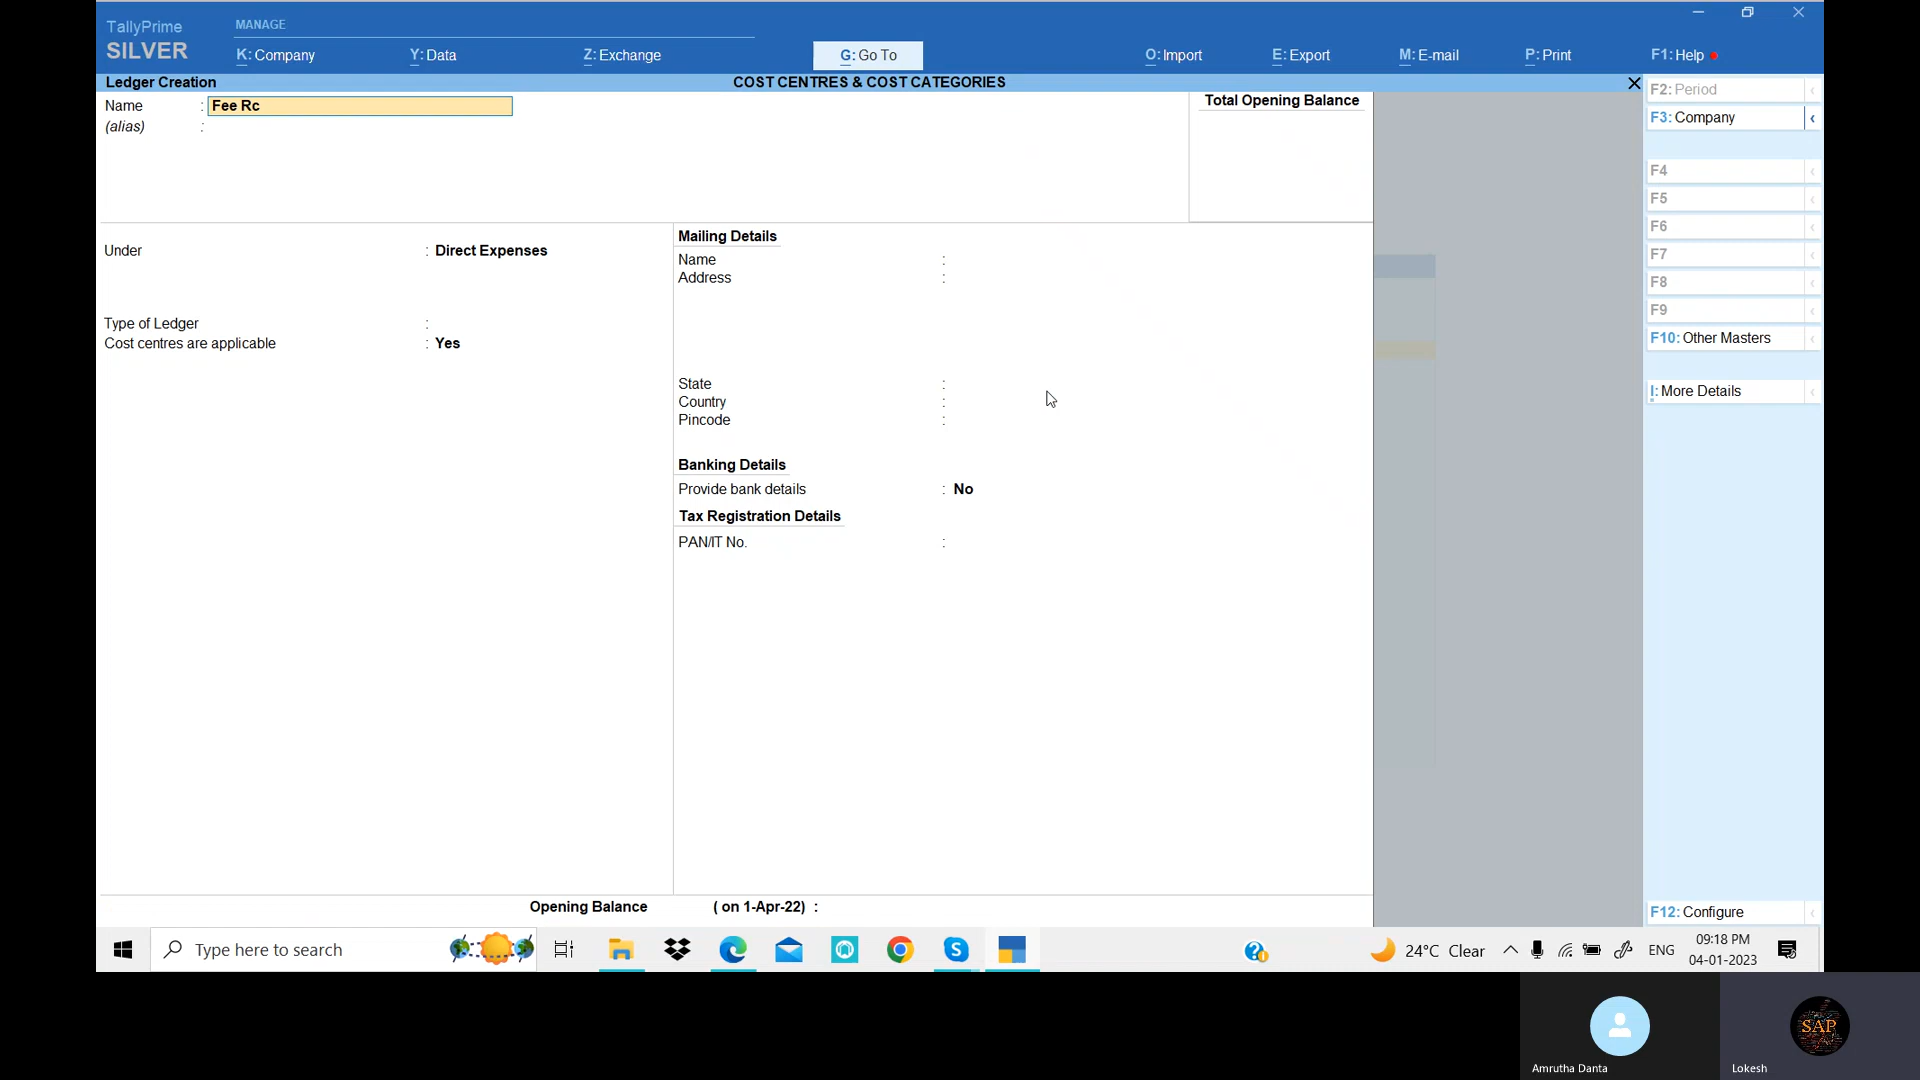 TallyPrime
SILVER
MANAGE
K: Company
Y: Data
Z: Exchange
G: Go To
O: Import
E: Export
M: E-mail
P: Print
F1: Help
Ledger Creation
COST CENTRES & COST CATEGORIES
Name : Fee Rc
(alias) :
Total Opening Balance
Under : Direct Expenses
Type of Ledger :
Cost centres are applicable : Yes
Mailing Details
Name :
Address :
State :
Country :
Pincode :
Banking Details
Provide bank details : No
Tax Registration Details
PAN/IT No. :
Opening Balance ( on 1-Apr-22) :
F2: Period
F3: Company
F4
F5
F6
F7
F8
F9
F10: Other Masters
I: More Details
F12: Configure
Type here to search
24°C Clear
ENG
09:18 PM
04-01-2023
Amrutha Danta
SAP
Lokesh